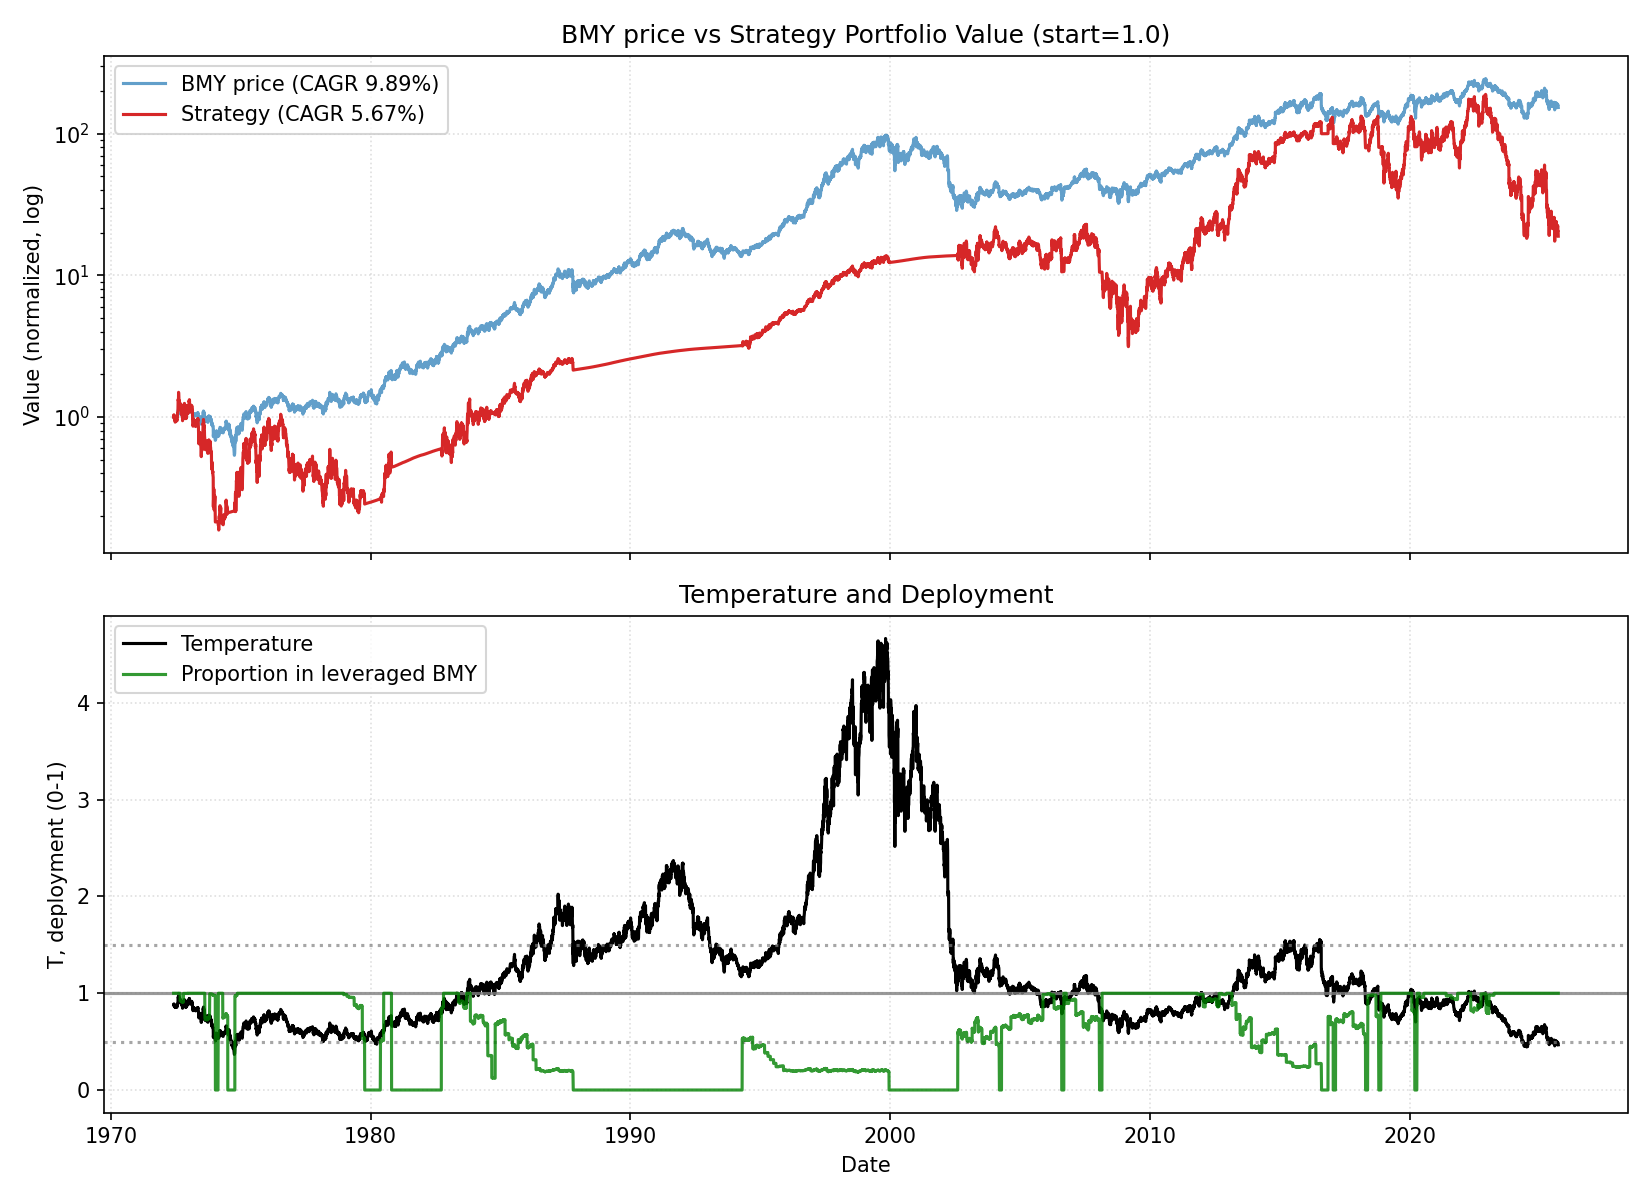 BMY price vs Strategy Portfolio Value (start=1.0)
BMY price (CAGR 9.89%)
Strategy (CAGR 5.67%)
Value (normalized, log)
10²
10¹
10⁰
Temperature and Deployment
Temperature
Proportion in leveraged BMY
T, deployment (0-1)
4
3
2
1
0
1970 1980 1990 2000 2010 2020
Date